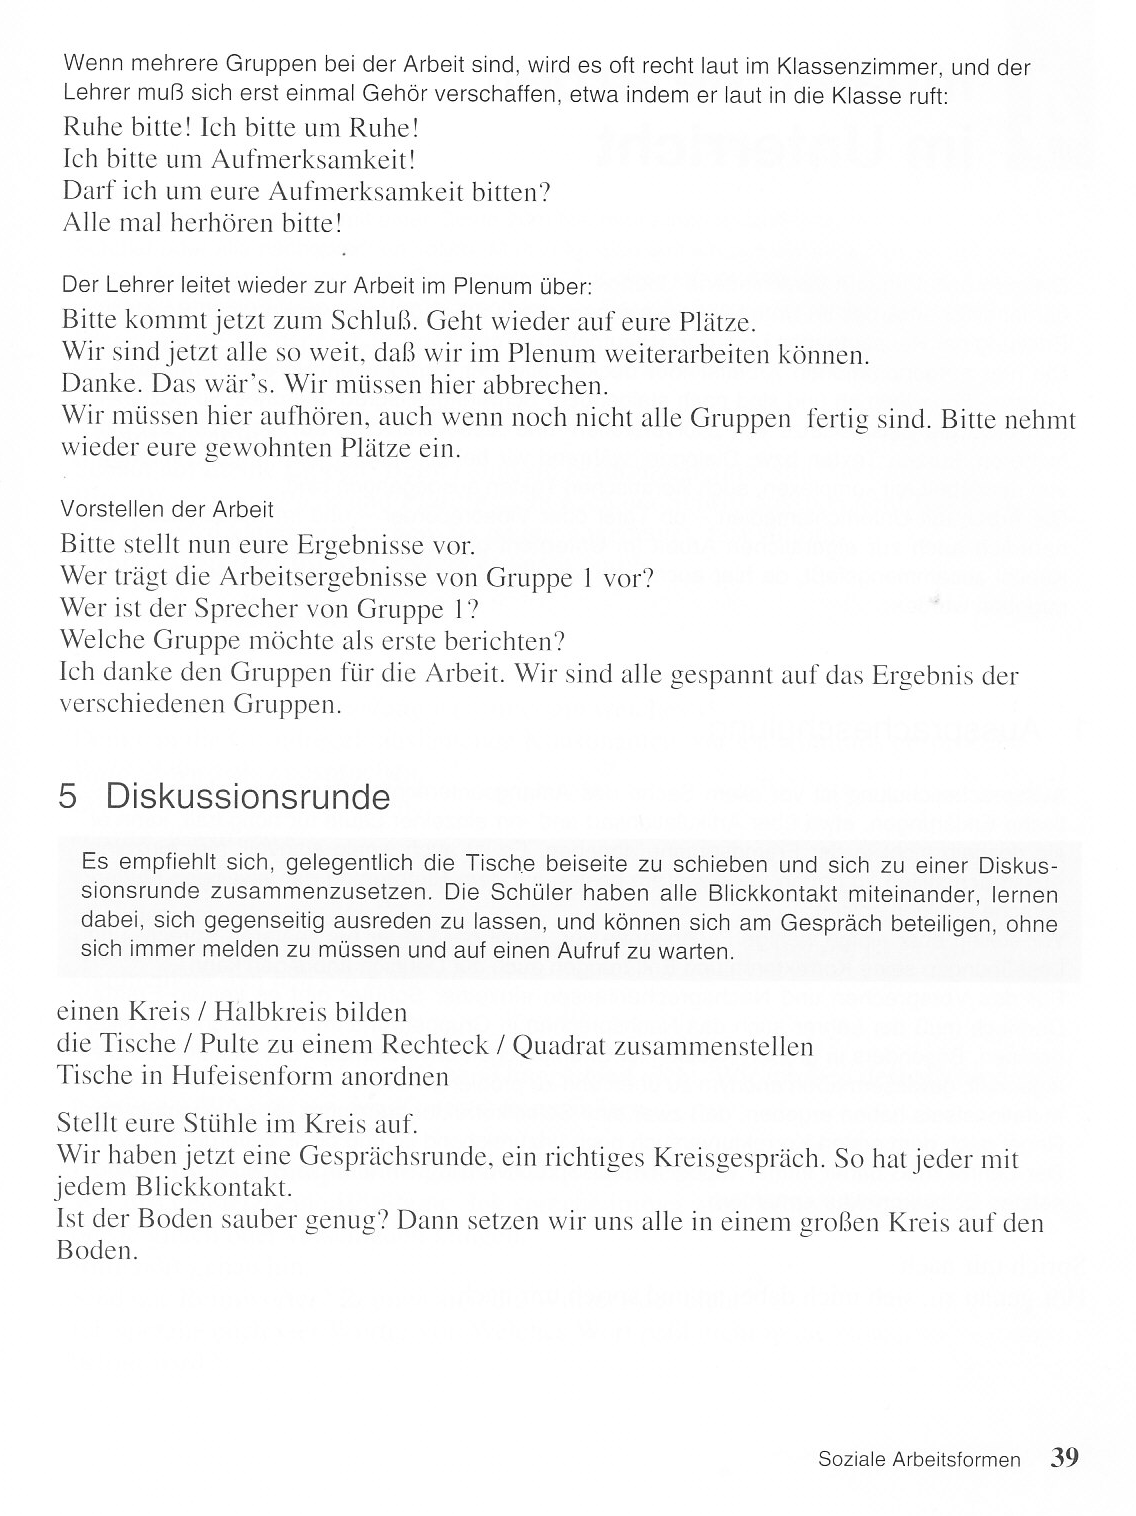 Wenn mehrere Gruppen bei der Arbeit sind, wird es oft recht laut im Klassenzimmer, und der
Lehrer muß sich erst einmal Gehör verschaffen, etwa indem er laut in die Klasse ruft:
Ruhe bitte! Ich bitte um Ruhe!
Ich bitte um Aufmerksamkeit!
Darf ich um eure Aufmerksamkeit bitten?
Alle mal herhören bitte!
Der Lehrer leitet wieder zur Arbeit im Plenum über:
Bitte kommt jetzt zum Schluß. Geht wieder auf eure Plätze.
Wir sind jetzt alle so weit, daß wir im Plenum weiterarbeiten können.
Danke. Das wär's. Wir müssen hier abbrechen.
Wir müssen hier aufhören, auch wenn noch nicht alle Gruppen fertig sind. Bitte nehmt
wieder eure gewohnten Plätze ein.
Vorstellen der Arbeit
Bitte stellt nun eure Ergebnisse vor.
Wer trägt die Arbeitsergebnisse von Gruppe 1 vor?
Wer ist der Sprecher von Gruppe 1?
Welche Gruppe möchte als erste berichten?
Ich danke den Gruppen für die Arbeit. Wir sind alle gespannt auf das Ergebnis der
verschiedenen Gruppen.
5 Diskussionsrunde
Es empfiehlt sich, gelegentlich die Tische beiseite zu schieben und sich zu einer Diskus-
sionsrunde zusammenzusetzen. Die Schüler haben alle Blickkontakt miteinander, lernen
dabei, sich gegenseitig ausreden zu lassen, und können sich am Gespräch beteiligen, ohne
sich immer melden zu müssen und auf einen Aufruf zu warten.
einen Kreis / Halbkreis bilden
die Tische / Pulte zu einem Rechteck / Quadrat zusammenstellen
Tische in Hufeisenform anordnen
Stellt eure Stühle im Kreis auf.
Wir haben jetzt eine Gesprächsrunde, ein richtiges Kreisgespräch. So hat jeder mit
jedem Blickkontakt.
Ist der Boden sauber genug? Dann setzen wir uns alle in einem großen Kreis auf den
Boden.
Soziale Arbeitsformen 39